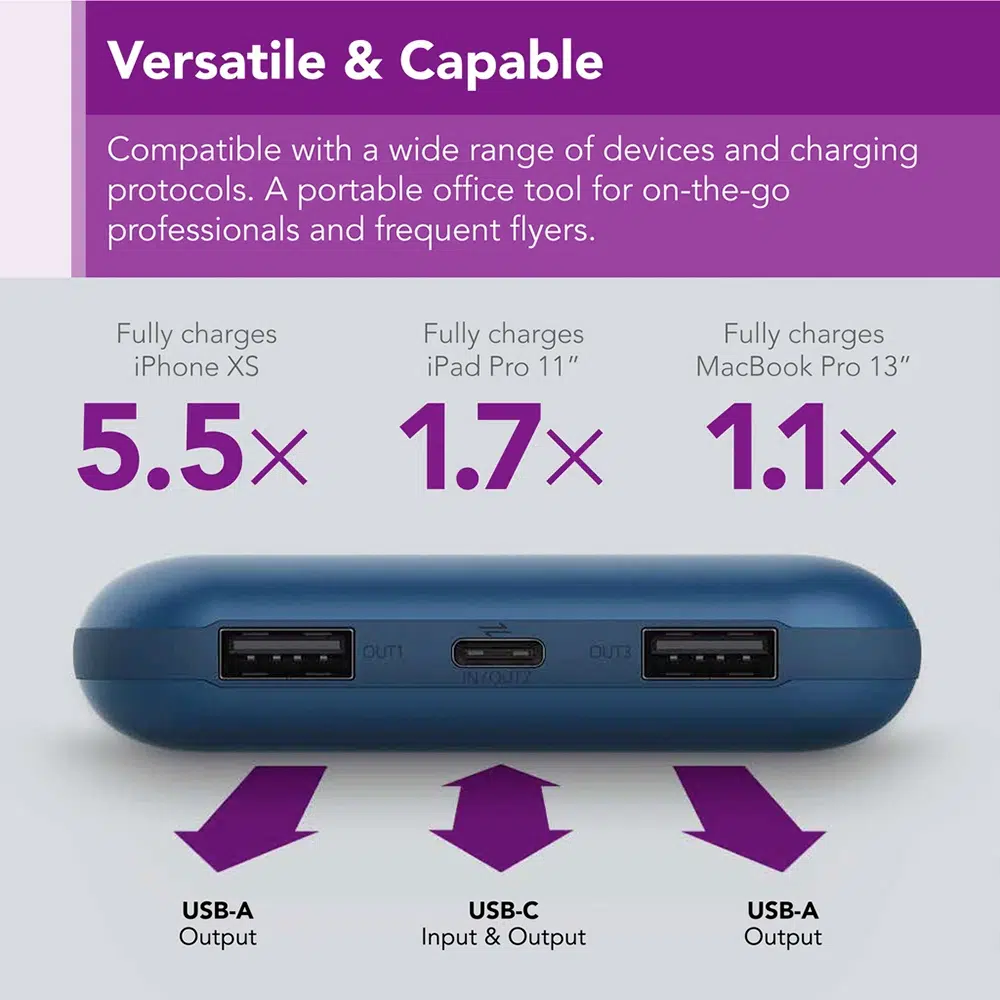 Versatile & Capable
Compatible with a wide range of devices and charging
protocols. A portable office tool for on-the-go
professionals and frequent flyers.
Fully charges
iPhone XS
5.5×
Fully charges
iPad Pro 11”
1.7×
Fully charges
MacBook Pro 13”
1.1×
OUT1
IN/OUT2
OUT3
USB-A
Output
USB-C
Input & Output
USB-A
Output